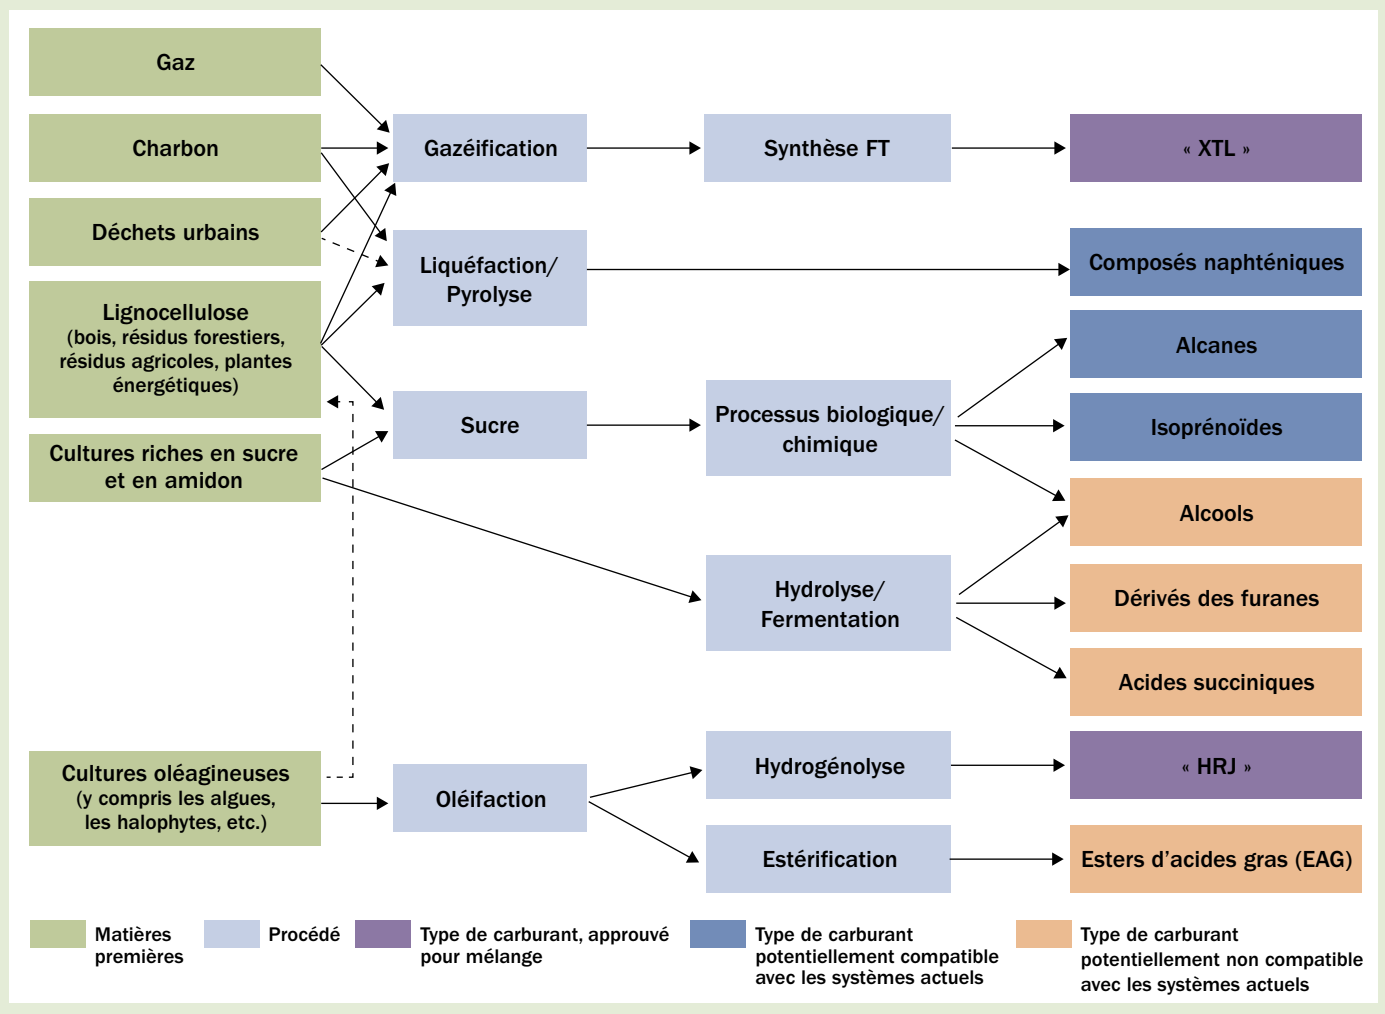 Gaz
Charbon
Gazéification
Synthèse FT
« XTL »
Déchets urbains
Liquéfaction/
Pyrolyse
Composés naphténiques
Lignocellulose
(bois, résidus forestiers,
résidus agricoles, plantes
énergétiques)
Alcanes
Sucre
Processus biologique/
chimique
Isoprénoïdes
Cultures riches en sucre
et en amidon
Alcools
Hydrolyse/
Fermentation
Dérivés des furanes
Acides succiniques
Cultures oléagineuses
(y compris les algues,
les halophytes, etc.)
Oléifaction
Hydrogénolyse
« HRJ »
Estérification
Esters d’acides gras (EAG)
Matières
premières
Procédé
Type de carburant, approuvé
pour mélange
Type de carburant
potentiellement compatible
avec les systèmes actuels
Type de carburant
potentiellement non compatible
avec les systèmes actuels